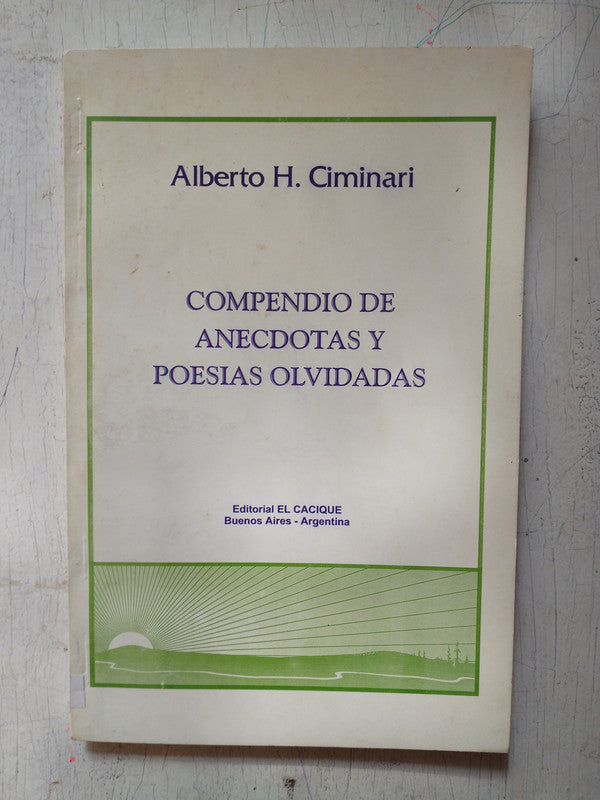 Alberto H. Ciminari
COMPENDIO DE
ANECDOTAS Y
POESIAS OLVIDADAS
Editorial EL CACIQUE
Buenos Aires - Argentina